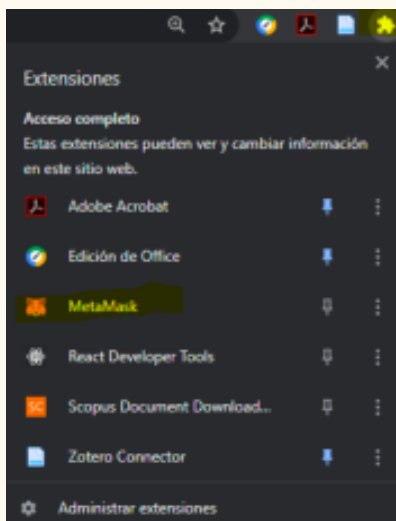 Extensiones
Acceso completo
Estas extensiones pueden ver y cambiar información
en este sitio web.
Adobe Acrobat
Edición de Office
MetaMask
React Developer Tools
SC Scopus Document Download...
Zotero Connector
Administrar extensiones